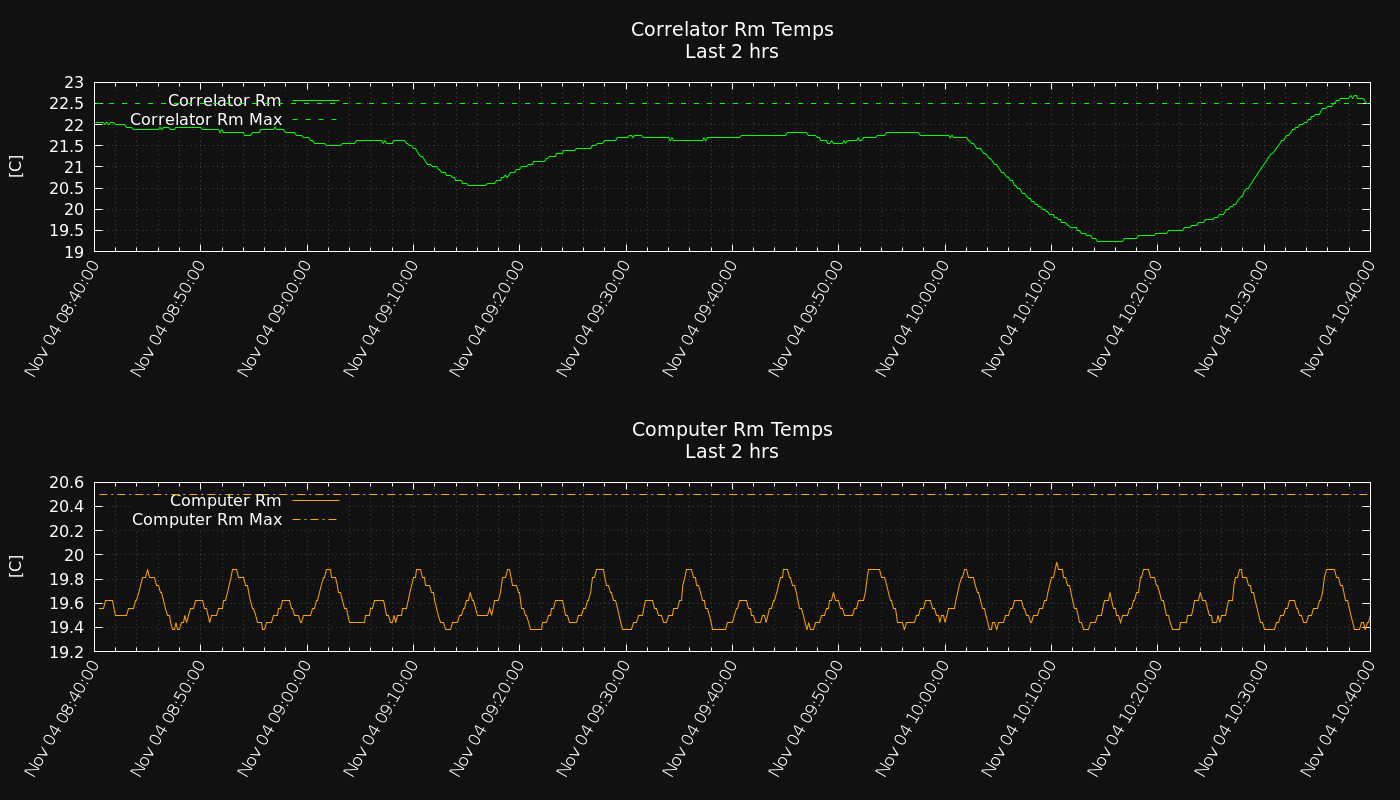 Correlator Rm Temps
Last 2 hrs
23
22.5
22
21.5
21
20.5
20
19.5
19
[C]
Correlator Rm
Correlator Rm Max
Nov 04 08:40:00
Nov 04 08:50:00
Nov 04 09:00:00
Nov 04 09:10:00
Nov 04 09:20:00
Nov 04 09:30:00
Nov 04 09:40:00
Nov 04 09:50:00
Nov 04 10:00:00
Nov 04 10:10:00
Nov 04 10:20:00
Nov 04 10:30:00
Nov 04 10:40:00
Computer Rm Temps
Last 2 hrs
20.6
20.4
20.2
20
19.8
19.6
19.4
19.2
[C]
Computer Rm
Computer Rm Max
Nov 04 08:40:00
Nov 04 08:50:00
Nov 04 09:00:00
Nov 04 09:10:00
Nov 04 09:20:00
Nov 04 09:30:00
Nov 04 09:40:00
Nov 04 09:50:00
Nov 04 10:00:00
Nov 04 10:10:00
Nov 04 10:20:00
Nov 04 10:30:00
Nov 04 10:40:00